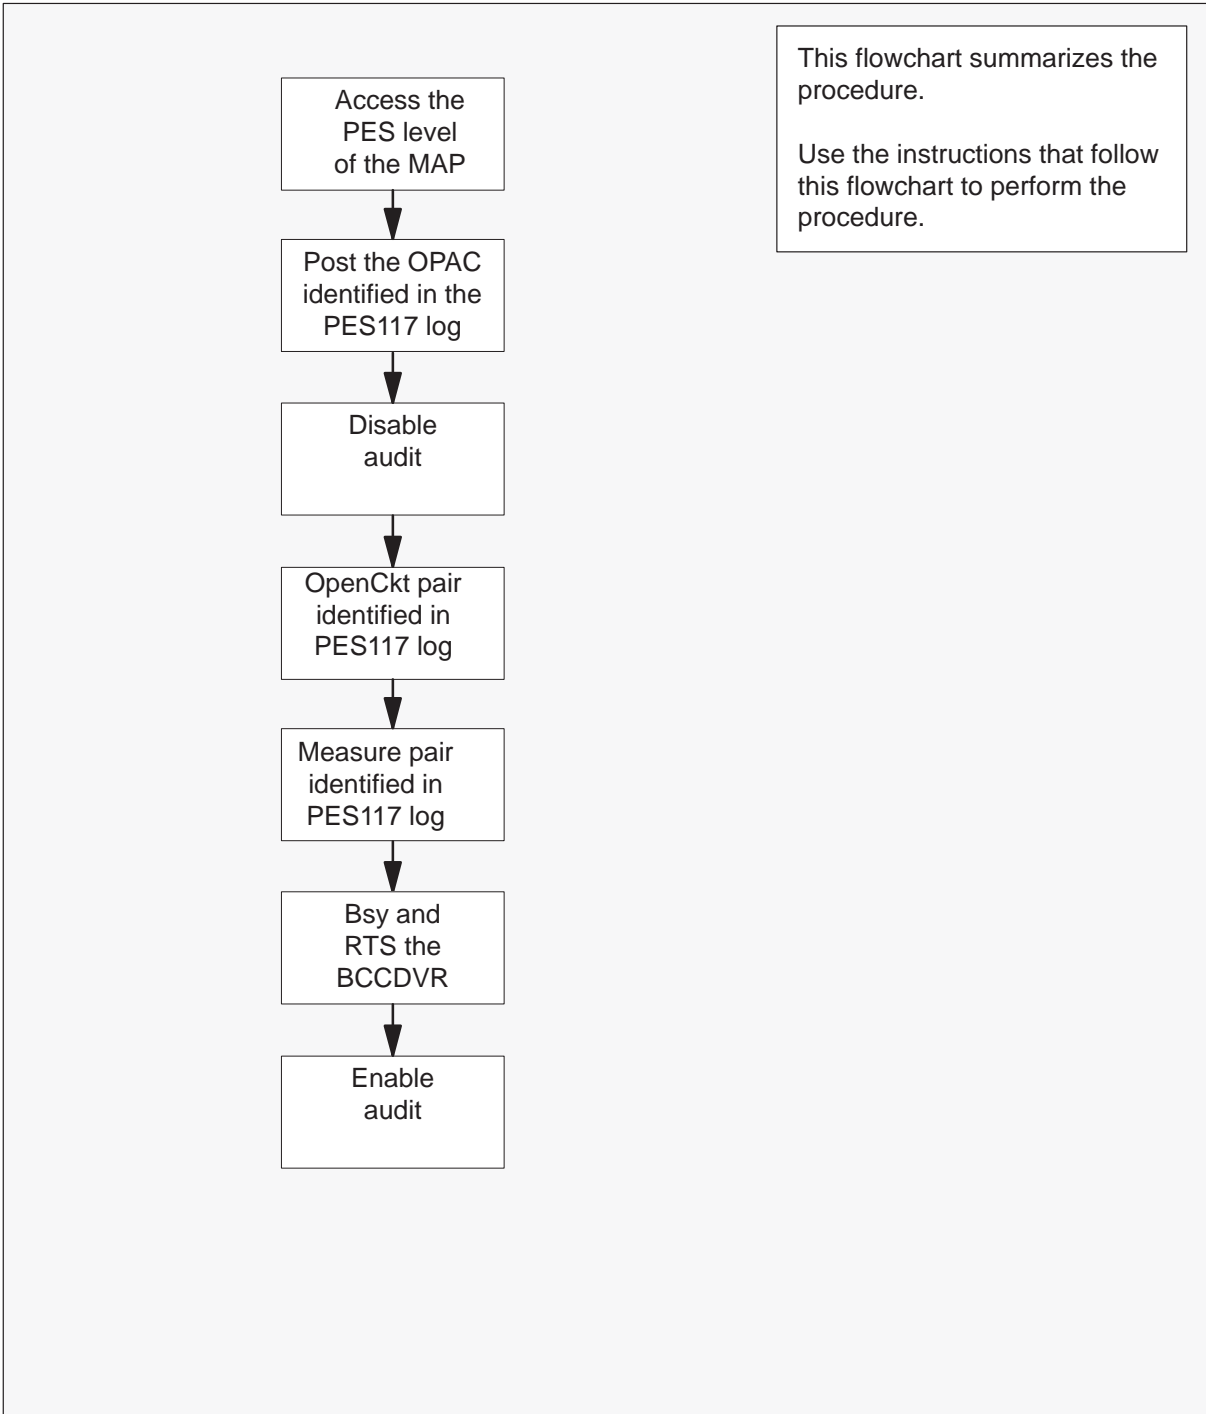 This flowchart summarizes the
procedure.
Use the instructions that follow
this flowchart to perform the
procedure.
Access the
PES level
of the MAP
Post the OPAC
identified in the
PES117 log
Disable
audit
OpenCkt pair
identified in
PES117 log
Measure pair
identified in
PES117 log
Bsy and
RTS the
BCCDVR
Enable
audit